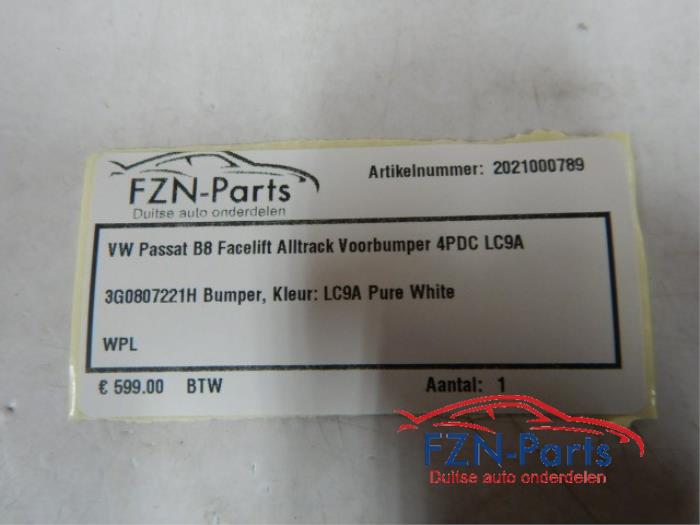 FZN-Parts
Duitse auto onderdelen
Artikelnummer: 2021000789
VW Passat B8 Facelift Alltrack Voorbumper 4PDC LC9A
3G0807221H Bumper, Kleur: LC9A Pure White
WPL
€ 599.00 BTW Aantal: 1
FZN-Parts
Duitse auto onderdelen